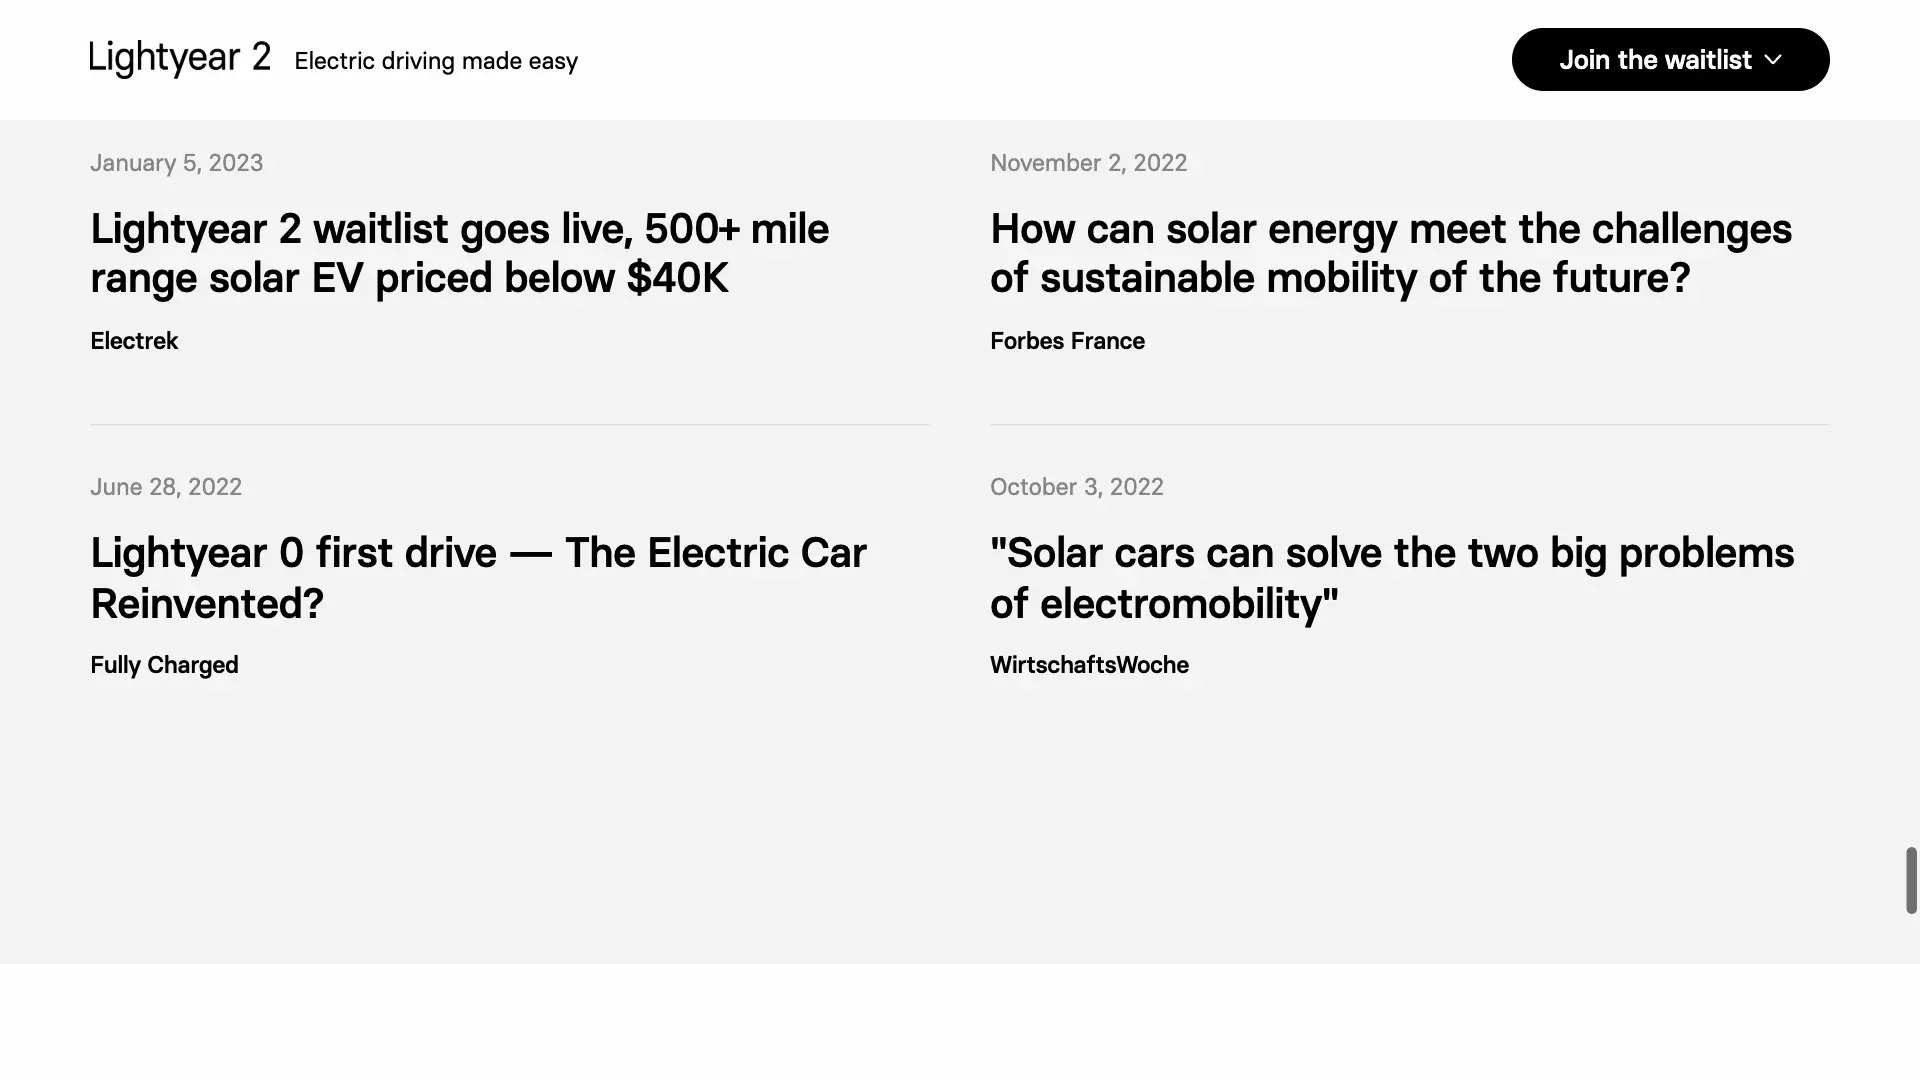 Lightyear 2
Electric driving made easy
Join the waitlist
January 5, 2023
Lightyear 2 waitlist goes live, 500+ mile
range solar EV priced below $40K
Electrek
November 2, 2022
How can solar energy meet the challenges
of sustainable mobility of the future?
Forbes France
June 28, 2022
Lightyear 0 first drive — The Electric Car
Reinvented?
Fully Charged
October 3, 2022
"Solar cars can solve the two big problems
of electromobility"
WirtschaftsWoche